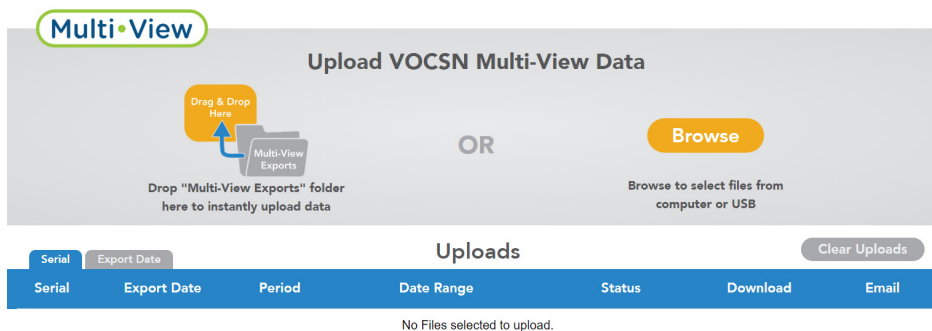 Multi•View
Upload VOCSN Multi-View Data
Drag & Drop
Here
Multi-View
Exports
Drop "Multi-View Exports" folder
here to instantly upload data
OR
Browse
Browse to select files from
computer or USB
Serial Export Date
Uploads
Clear Uploads
Serial Export Date Period Date Range Status Download Email
No Files selected to upload.